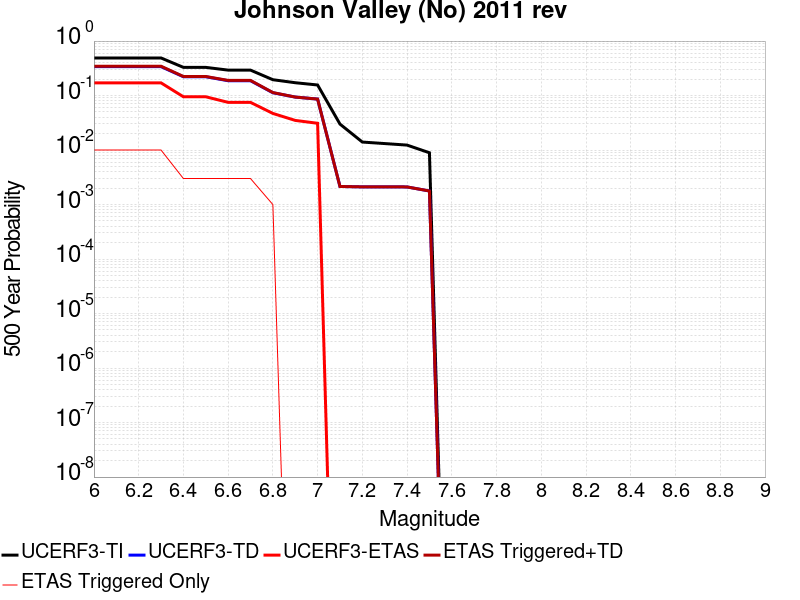 Johnson Valley (No) 2011 rev
500 Year Probability
10^0
10^-1
10^-2
10^-3
10^-4
10^-5
10^-6
10^-7
10^-8
6 6.2 6.4 6.6 6.8 7 7.2 7.4 7.6 7.8 8 8.2 8.4 8.6 8.8 9
Magnitude
UCERF3-TI UCERF3-TD UCERF3-ETAS ETAS Triggered+TD
ETAS Triggered Only